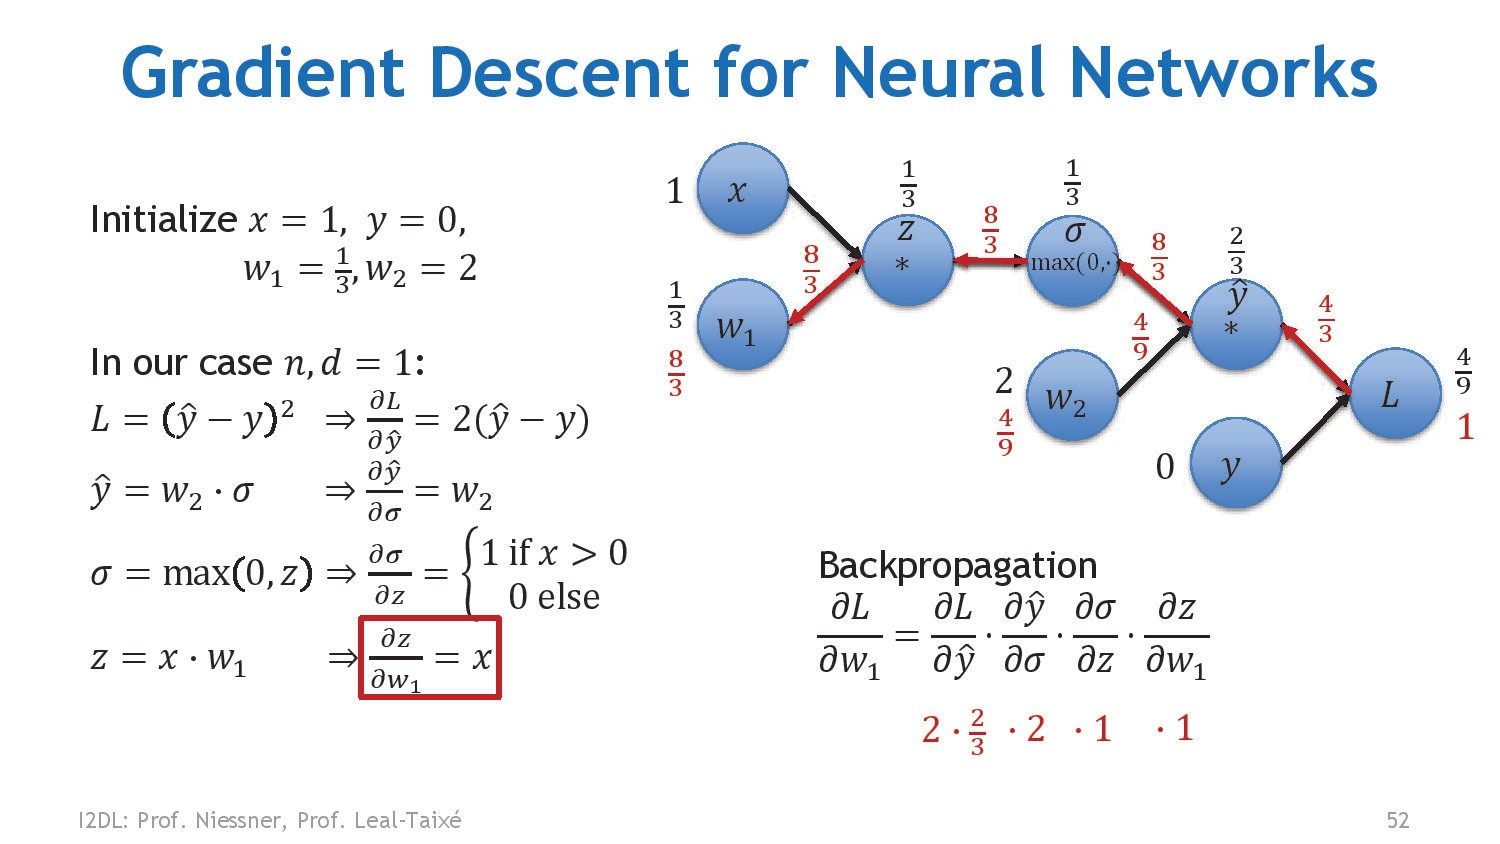 Gradient Descent for Neural Networks
Initialize x = 1, y = 0,
w₁ = 1/3, w₂ = 2
In our case n, d = 1:
L = (ŷ − y)² ⇒ ∂L/∂ŷ = 2(ŷ − y)
ŷ = w₂ · σ ⇒ ∂ŷ/∂σ = w₂
σ = max(0, z) ⇒ ∂σ/∂z = { 1 if x > 0
0 else
z = x · w₁ ⇒ ∂z/∂w₁ = x
1
x
1/3
w₁
8/3
8/3
1/3
z
*
8/3
1/3
σ
max(0,·)
8/3
2
w₂
4/9
4/9
2/3
ŷ
*
4/3
0
y
L
4/9
1
Backpropagation
∂L/∂w₁ = ∂L/∂ŷ · ∂ŷ/∂σ · ∂σ/∂z · ∂z/∂w₁
2 · 2/3 · 2 · 1 · 1
I2DL: Prof. Niessner, Prof. Leal-Taixé
52